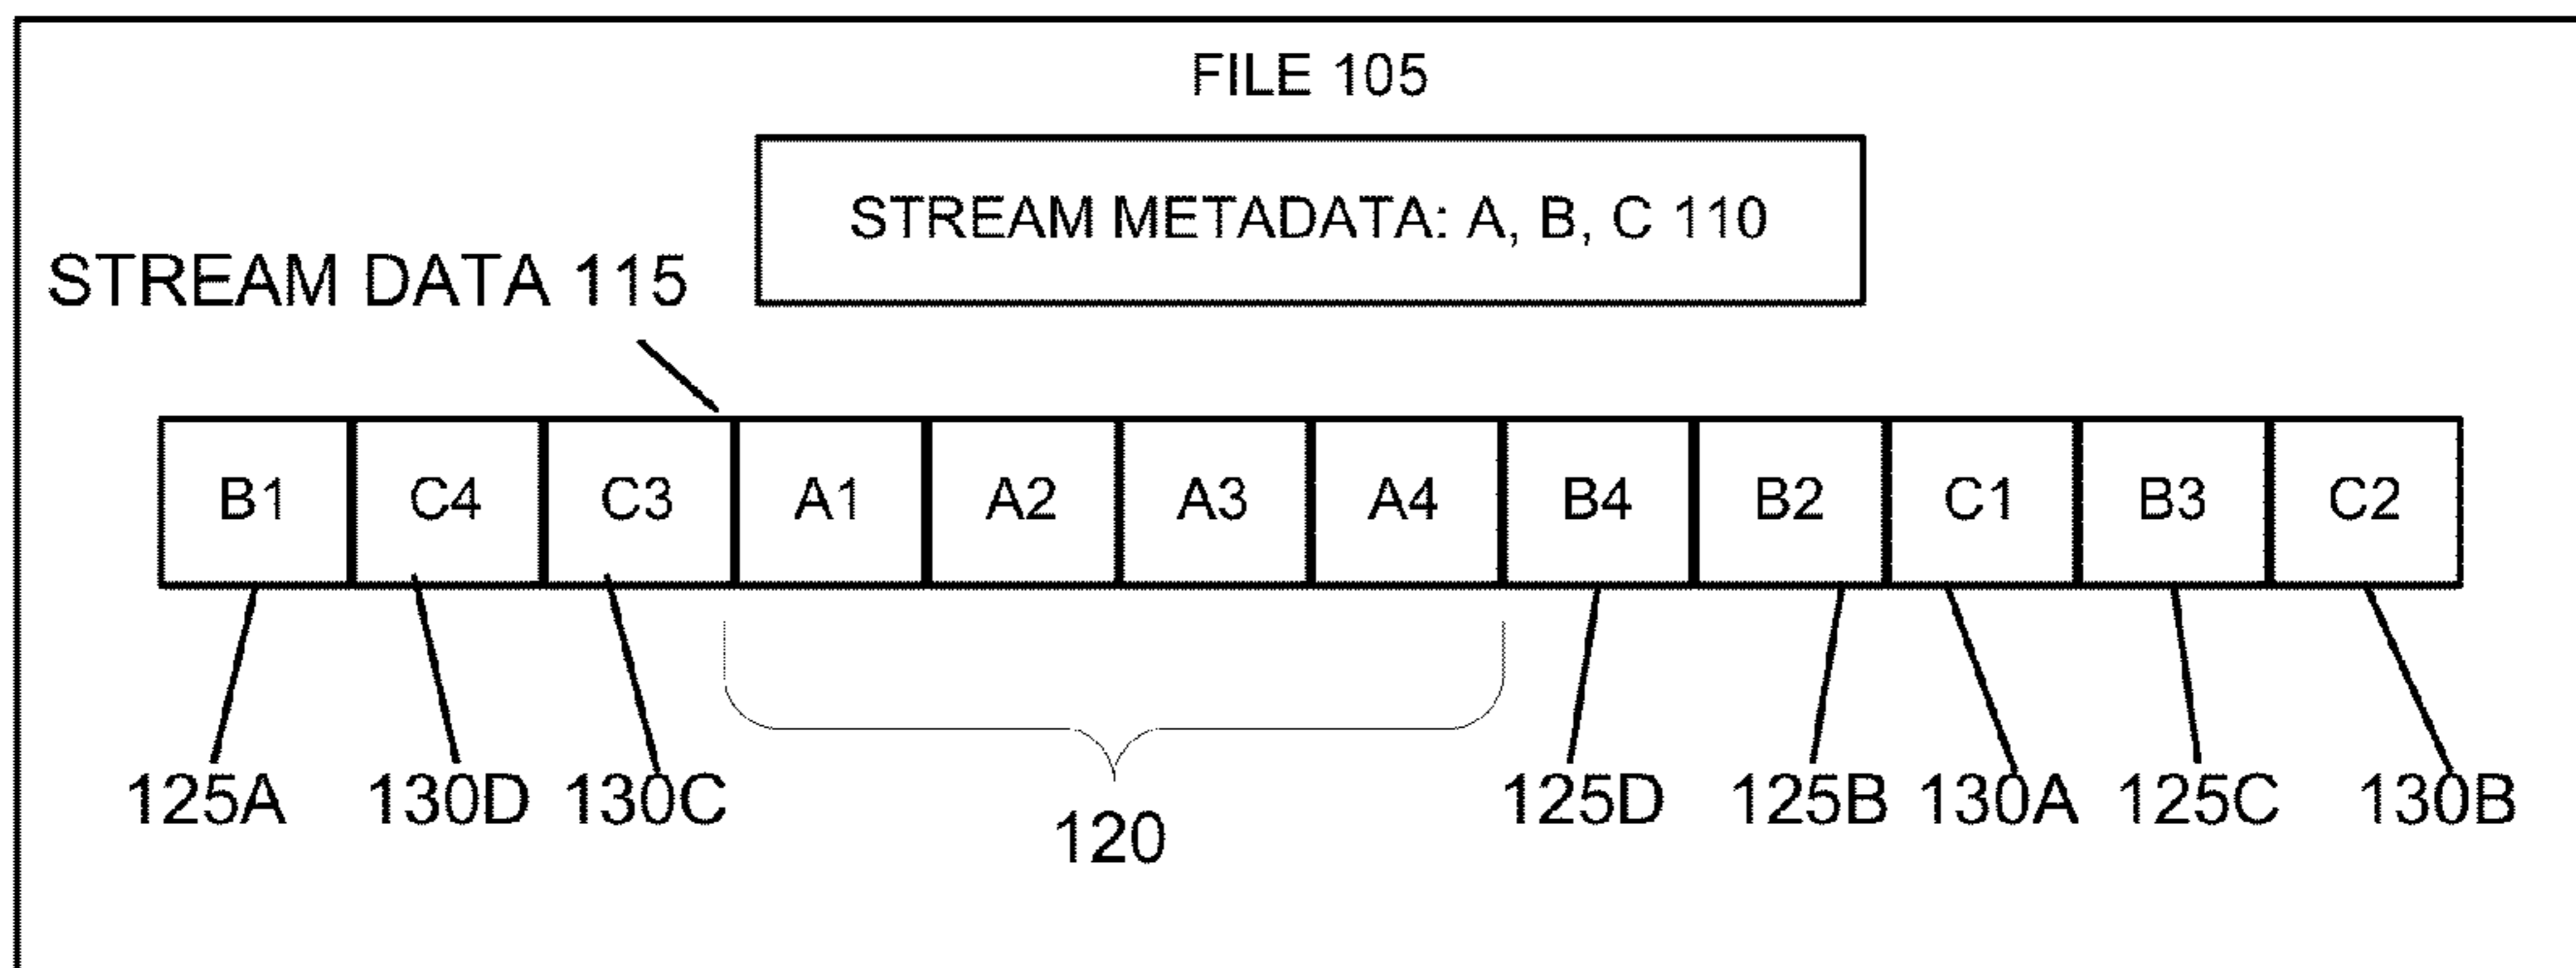 FILE 105
STREAM METADATA: A, B, C 110
STREAM DATA 115
B1 C4 C3 A1 A2 A3 A4 B4 B2 C1 B3 C2
125A 130D 130C 120 125D 125B 130A 125C 130B